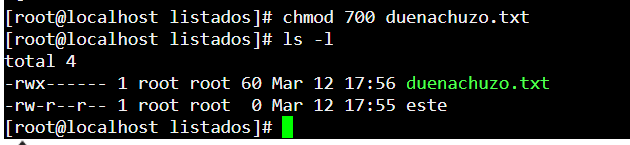 [root@localhost listados]# chmod 700 duenachuzo.txt
[root@localhost listados]# ls -l
total 4
-rwx------ 1 root root 60 Mar 12 17:56 duenachuzo.txt
-rw-r--r-- 1 root root  0 Mar 12 17:55 este
[root@localhost listados]#